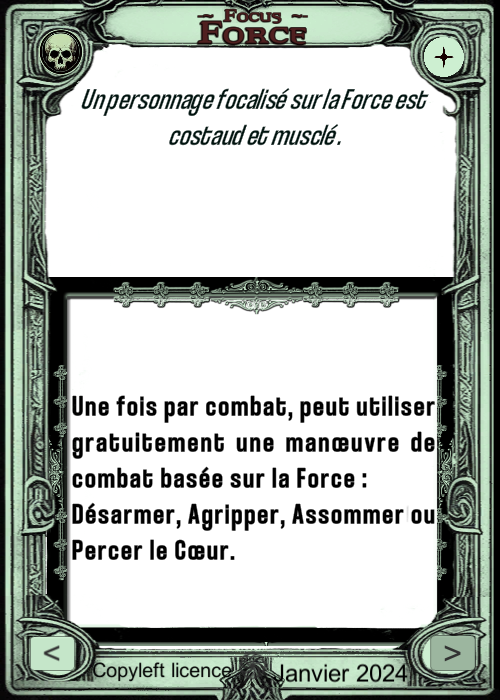 ~ Focus ~
Force
Un personnage focalisé sur la Force est
costaud et musclé.
Une fois par combat, peut utiliser
gratuitement une manœuvre de
combat basée sur la Force :
Désarmer, Agripper, Assommer ou
Percer le Cœur.
< >
Copyleft licence Janvier 2024